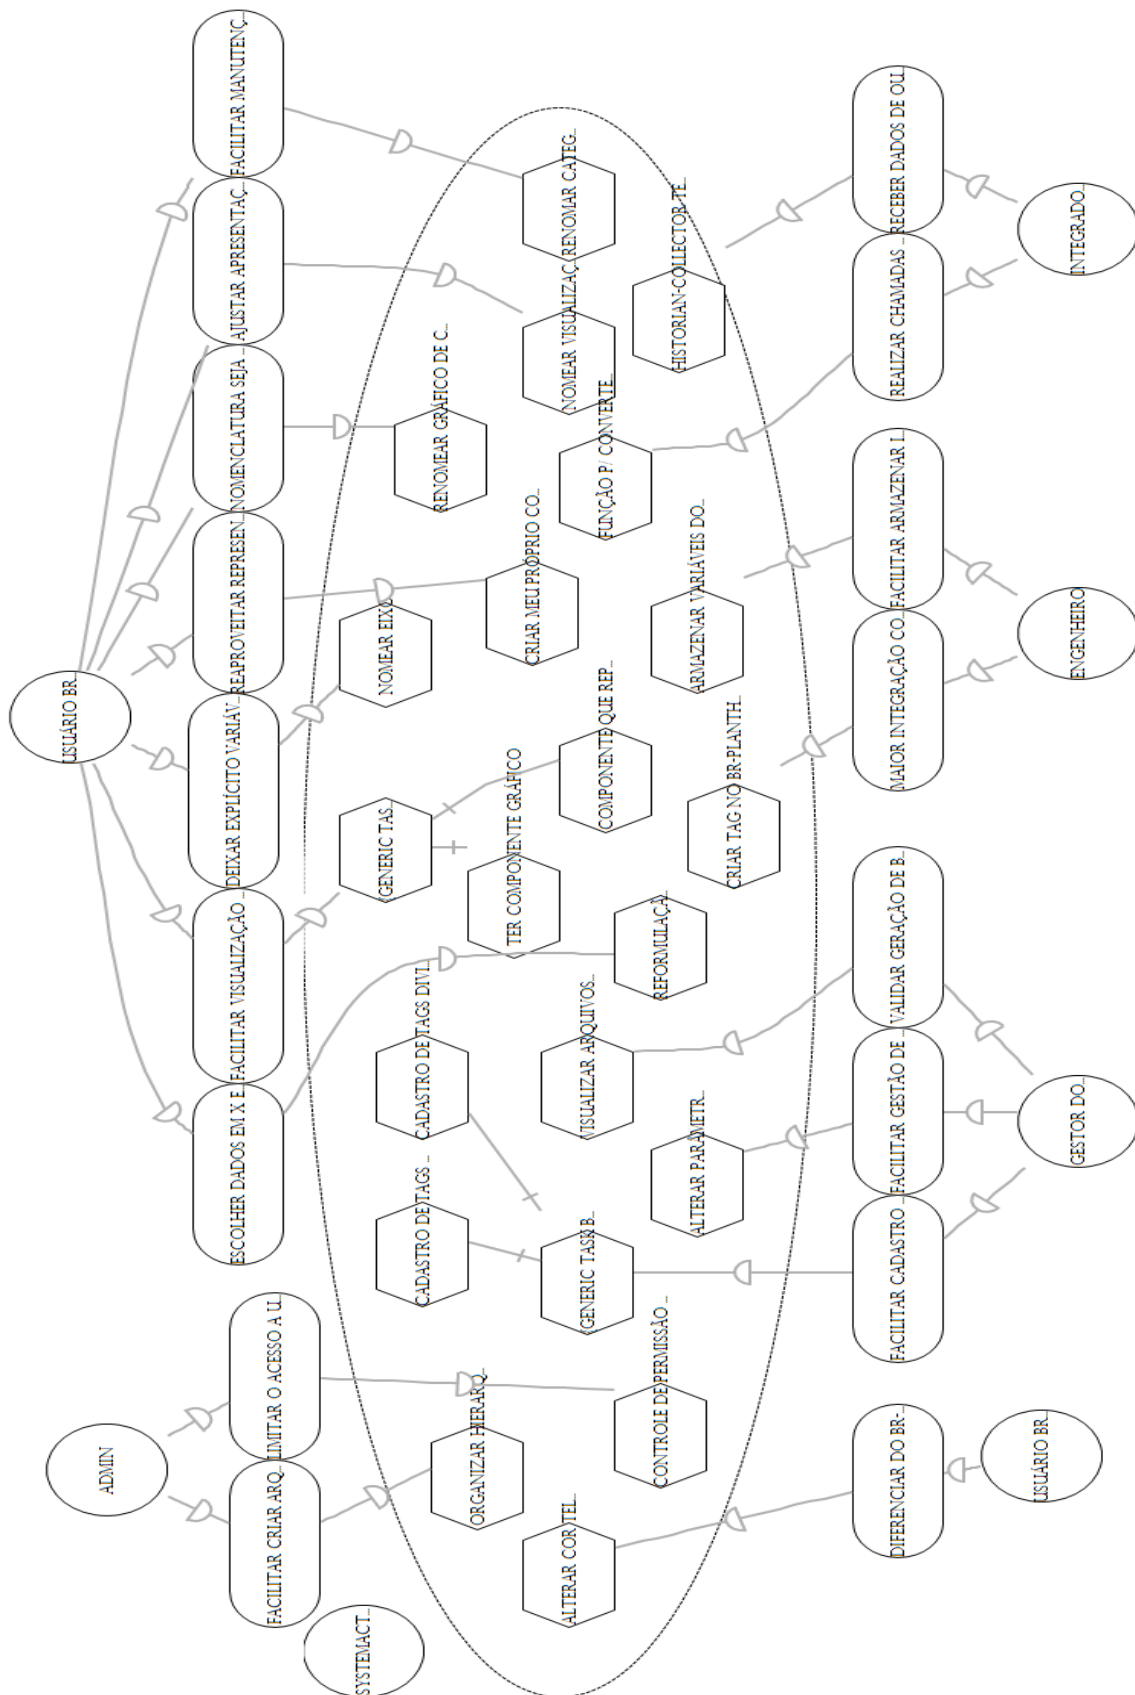 FACILITAR MANUTENÇ...
AJUSTAR APRESENTAÇ...
NOMENCLATURA SEJA ...
REAPROVEITAR REPRESEN...
DEIXAR EXPLÍCITO VARIÁV...
FACILITAR VISUALIZAÇÃO ...
ESCOLHER DADOS EM X E...
LIMITAR O ACESSO A U...
FACILITAR CRIAR ARQ...
USUÁRIO BR...
ADMIN
SYSTEMACT...
RENOMAR CATEG...
NOMEAR VISUALIZAÇ...
HISTORIAN-COLLECTOR-TE...
RENOMEAR GRÁFICO DE C...
FUNÇÃO P/ CONVERTE...
CRIAR MEU PRÓPRIO CO...
NOMEAR EIXO
ARMAZENAR VARIÁVEIS DO...
COMPONENTE QUE REP...
GENERIC TAS...
TER COMPONENTE GRÁFICO
CRIAR TAG NO BR-PLANTH...
REFORMULAÇÃ...
CADASTRO DE TAGS DIVI...
VISUALIZAR ARQUIVOS...
ALTERAR PARÂMETR...
CADASTRO DE TAGS ...
GENERIC TASK B...
CONTROLE DE PERMISSÃO ...
ORGANIZAR HIERARQ...
ALTERAR COR TEL...
RECEBER DADOS DE OU...
REALIZAR CHAMADAS ...
FACILITAR ARMAZENAR I...
MAIOR INTEGRAÇÃO CO...
VALIDAR GERAÇÃO DE B...
FACILITAR GESTÃO DE ...
FACILITAR CADASTRO ...
DIFERENCIAR DO BR-...
INTEGRADO...
ENGENHEIRO
GESTOR DO...
USUÁRIO BR...